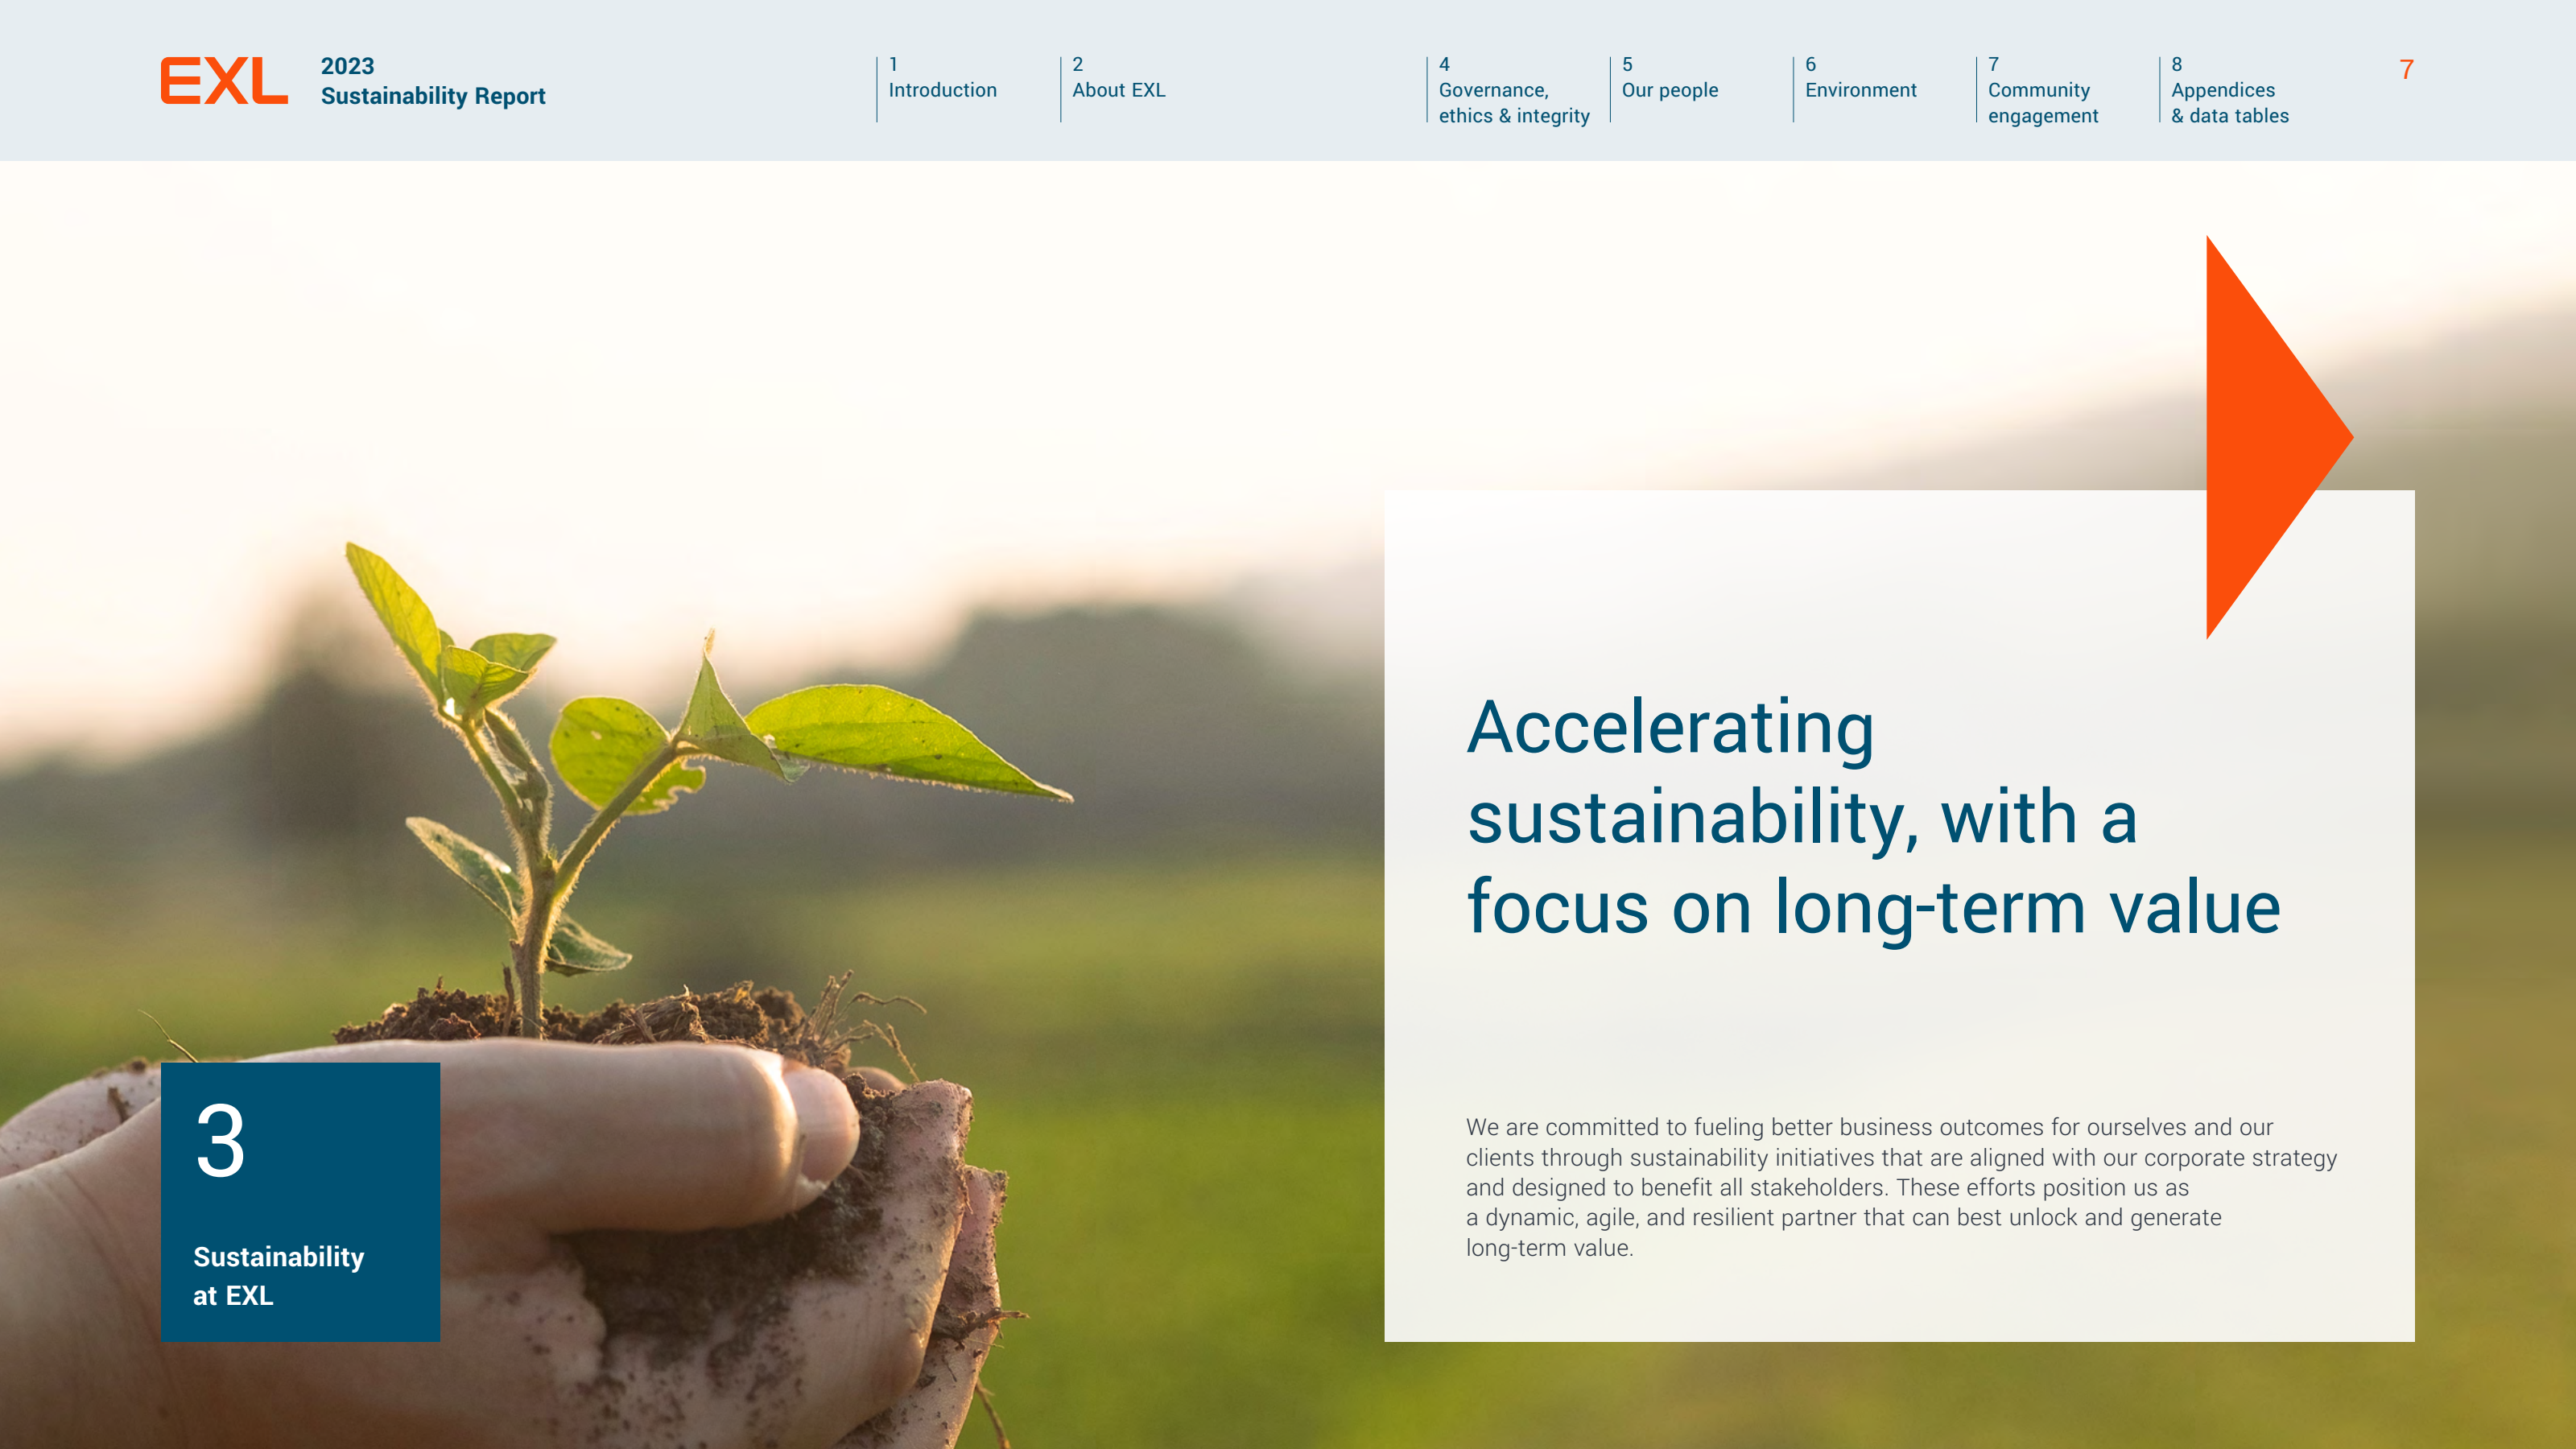 EXL
2023
Sustainability Report
1
Introduction
2
About EXL
4
Governance,
ethics & integrity
5
Our people
6
Environment
7
Community
engagement
8
Appendices
& data tables
7
Accelerating
sustainability, with a
focus on long-term value
We are committed to fueling better business outcomes for ourselves and our
clients through sustainability initiatives that are aligned with our corporate strategy
and designed to benefit all stakeholders. These efforts position us as
a dynamic, agile, and resilient partner that can best unlock and generate
long-term value.
3
Sustainability
at EXL